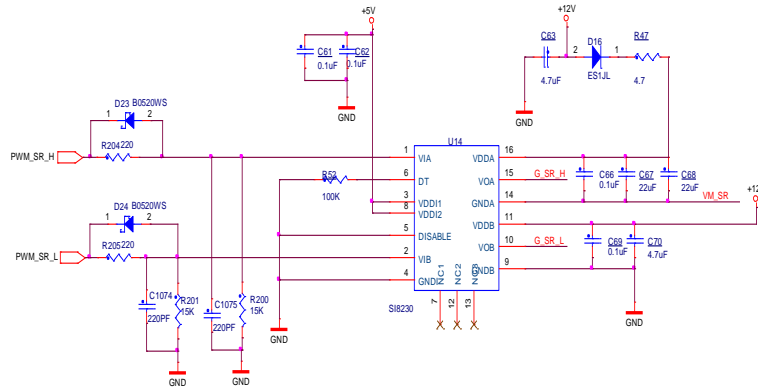 +5V
+12V
C61
0.1uF
C62
0.1uF
C63
4.7uF
2
D16
1
ES1JL
R47
4.7
GND
GND
D23 B0520WS
1
2
R204 220
PWM_SR_H
U14
1
VIA
VDDA
16
R52
100K
6
DT
VOA
15
G_SR_H
C66
0.1uF
C67
22uF
C68
22uF
3
VDDI1
GNDA
14
VM_SR
8
VDDI2
+12
D24 B0520WS
1
2
R205 220
PWM_SR_L
VDDB
11
5
DISABLE
VOB
10
G_SR_L
C69
0.1uF
C70
4.7uF
2
VIB
4
GNDI
GNDB
9
NC1
NC2
NC3
7
12
13
SI8230
C1074
220PF
R201
15K
C1075
220PF
R200
15K
GND
GND
GND
GND